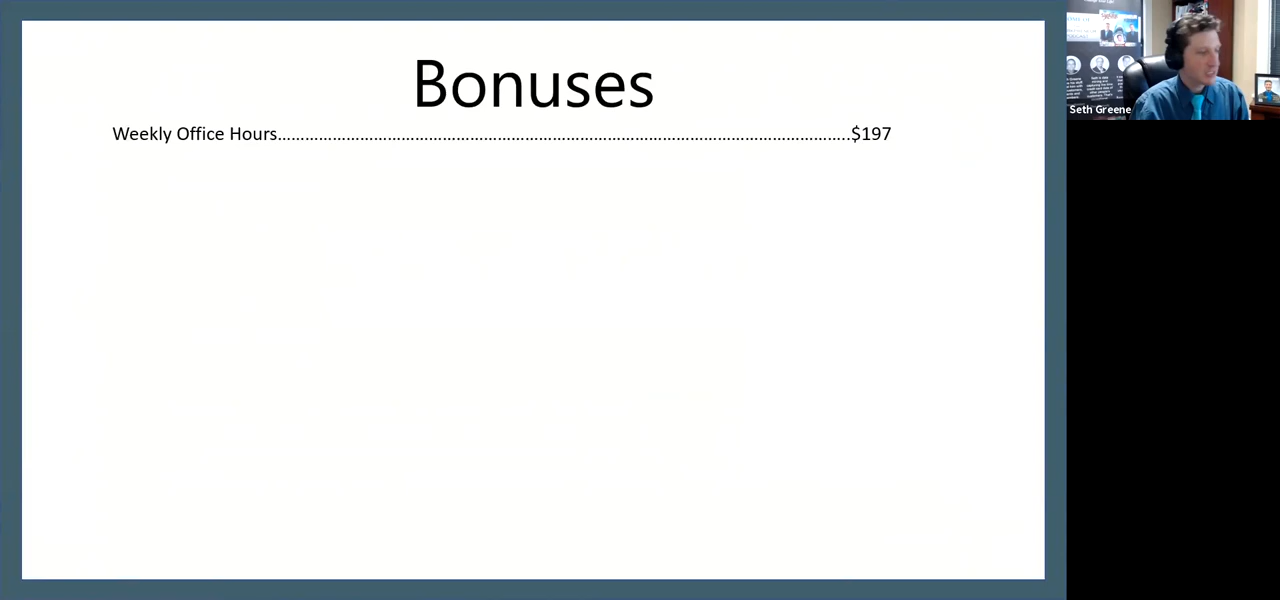 Bonuses
Weekly Office Hours……………………………………………………………………………………………..$197
Seth Greene